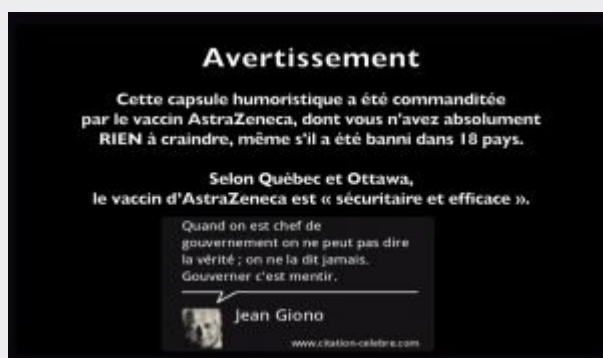 Avertissement
Cette capsule humoristique a été commanditée
par le vaccin AstraZeneca, dont vous n'avez absolument
RIEN à craindre, même s'il a été banni dans 18 pays.
Selon Québec et Ottawa,
le vaccin d'AstraZeneca est « sécuritaire et efficace ».
Quand on est chef de
gouvernement on ne peut pas dire
la vérité ; on ne la dit jamais.
Gouverner c'est mentir.
Jean Giono
www.citation-celebre.com